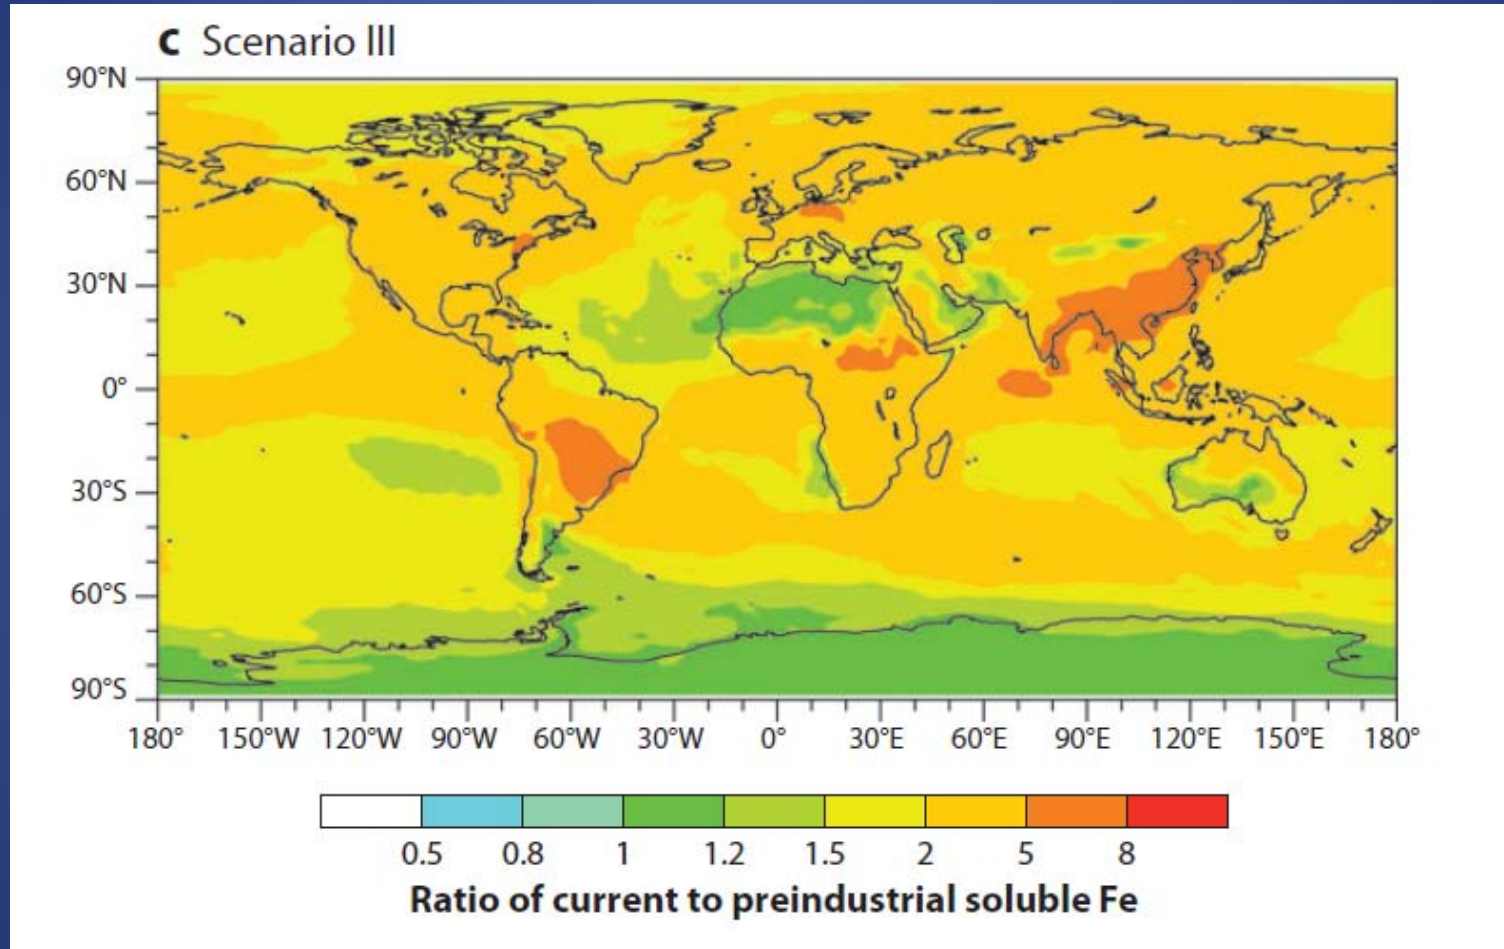 c Scenario III
90°N
60°N
30°N
0°
30°S
60°S
90°S
180° 150°W 120°W 90°W 60°W 30°W 0° 30°E 60°E 90°E 120°E 150°E 180°
0.5 0.8 1 1.2 1.5 2 5 8
Ratio of current to preindustrial soluble Fe